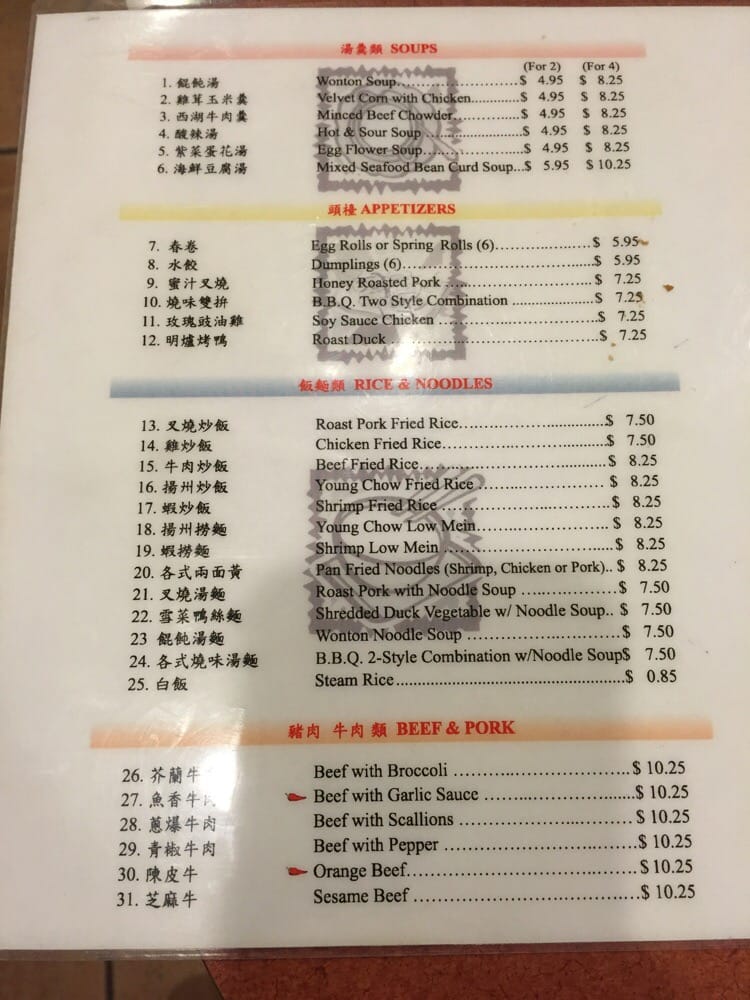 湯羹類 SOUPS
(For 2) (For 4)
1. 餛飩湯 Wonton Soup..............................$ 4.95 $ 8.25
2. 雞茸玉米羹 Velvet Corn with Chicken............$ 4.95 $ 8.25
3. 西湖牛肉羹 Minced Beef Chowder................$ 4.95 $ 8.25
4. 酸辣湯 Hot & Sour Soup ......................$ 4.95 $ 8.25
5. 紫菜蛋花湯 Egg Flower Soup......................$ 4.95 $ 8.25
6. 海鮮豆腐湯 Mixed Seafood Bean Curd Soup...$ 5.95 $ 10.25
頭檯 APPETIZERS
7. 春卷 Egg Rolls or Spring Rolls (6)......................$ 5.95
8. 水餃 Dumplings (6)............................................$ 5.95
9. 蜜汁叉燒 Honey Roasted Pork ..................................$ 7.25
10. 燒味雙拚 B.B.Q. Two Style Combination ...................$ 7.25
11. 玫瑰豉油雞 Soy Sauce Chicken ...................................$ 7.25
12. 明爐烤鴨 Roast Duck .............................................$ 7.25
飯麵類 RICE & NOODLES
13. 叉燒炒飯 Roast Pork Fried Rice.................................$ 7.50
14. 雞炒飯 Chicken Fried Rice.....................................$ 7.50
15. 牛肉炒飯 Beef Fried Rice..........................................$ 8.25
16. 揚州炒飯 Young Chow Fried Rice .......................... $ 8.25
17. 蝦炒飯 Shrimp Fried Rice .....................................$ 8.25
18. 揚州撈麵 Young Chow Low Mein............................$ 8.25
19. 蝦撈麵 Shrimp Low Mein ....................................$ 8.25
20. 各式兩面黃 Pan Fried Noodles (Shrimp, Chicken or Pork).. $ 8.25
21. 叉燒湯麵 Roast Pork with Noodle Soup ....................$ 7.50
22. 雪菜鴨絲麵 Shredded Duck Vegetable w/ Noodle Soup.. $ 7.50
23 餛飩湯麵 Wonton Noodle Soup ................................$ 7.50
24. 各式燒味湯麵 B.B.Q. 2-Style Combination w/Noodle Soup$ 7.50
25. 白飯 Steam Rice.....................................................$ 0.85
豬肉 牛肉 類 BEEF & PORK
26. 芥蘭牛 Beef with Broccoli ....................................$ 10.25
27. 魚香牛肉 Beef with Garlic Sauce ................................$ 10.25
28. 蔥爆牛肉 Beef with Scallions .................................... $ 10.25
29. 青椒牛肉 Beef with Pepper ........................................$ 10.25
30. 陳皮牛 Orange Beef..............................................$ 10.25
31. 芝麻牛 Sesame Beef ..............................................$ 10.25